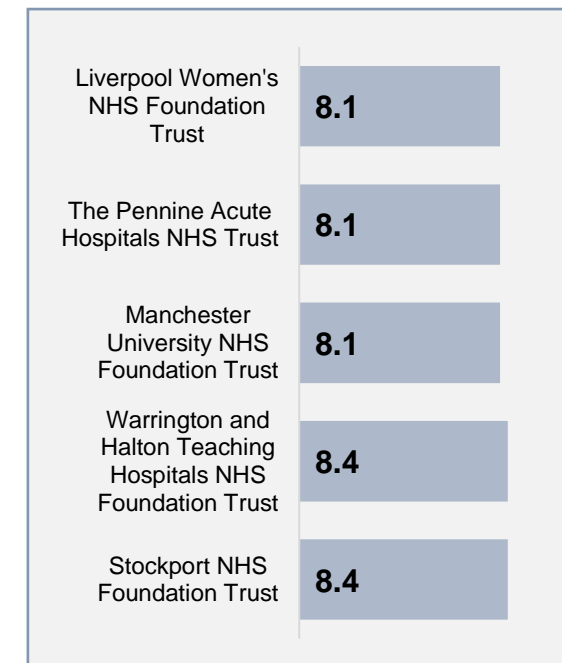 Liverpool Women's
NHS Foundation
Trust
8.1
The Pennine Acute
Hospitals NHS Trust
8.1
Manchester
University NHS
Foundation Trust
8.1
Warrington and
Halton Teaching
Hospitals NHS
Foundation Trust
8.4
Stockport NHS
Foundation Trust
8.4